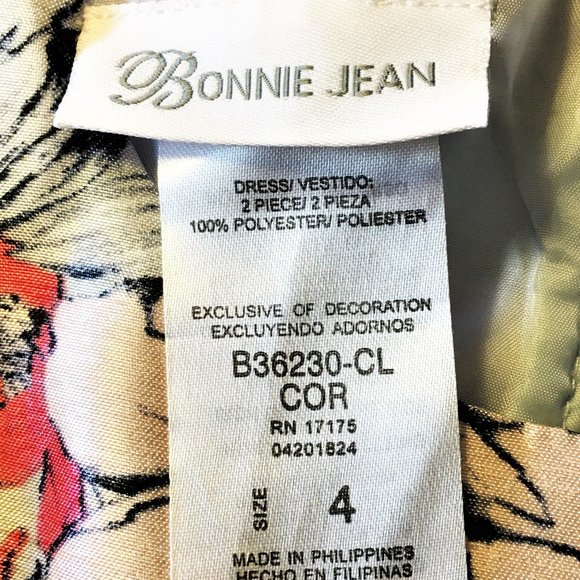 BONNIE JEAN
DRESS/ VESTIDO:
2 PIECE/ 2 PIEZA
100% POLYESTER/ POLIESTER
EXCLUSIVE OF DECORATION
EXCLUYENDO ADORNOS
B36230-CL
COR
RN 17175
04201824
SIZE 4
MADE IN PHILIPPINES
HECHO EN FILIPINAS